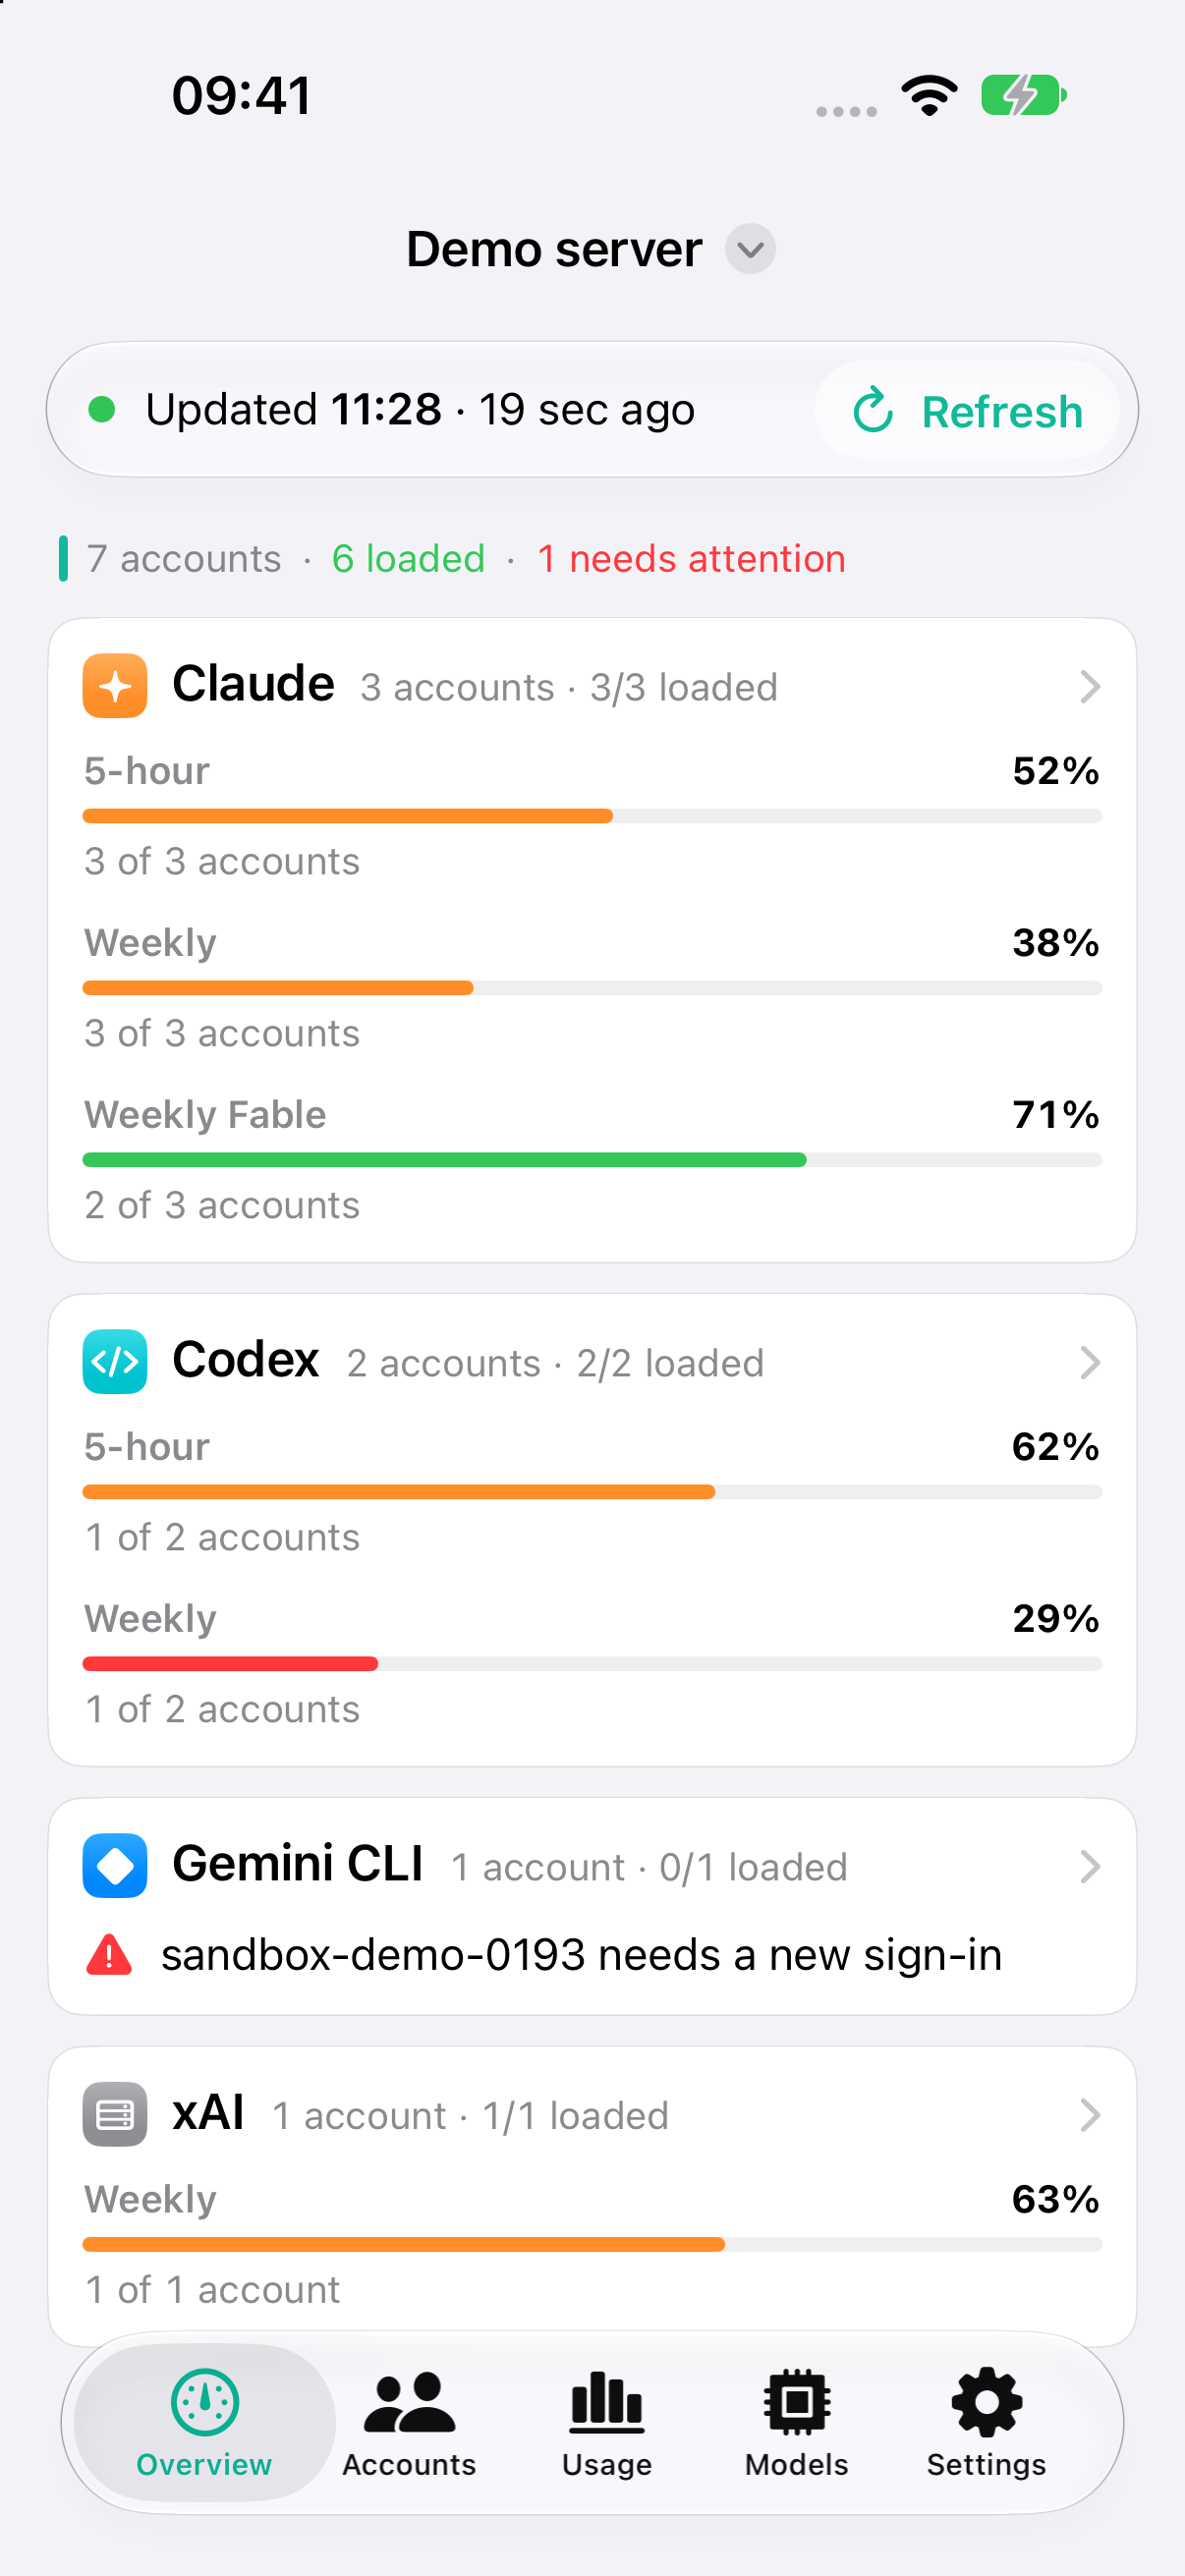 09:41
Demo server
Updated 11:28 · 19 sec ago
Refresh
7 accounts · 6 loaded · 1 needs attention
Claude 3 accounts · 3/3 loaded
5-hour 52%
3 of 3 accounts
Weekly 38%
3 of 3 accounts
Weekly Fable 71%
2 of 3 accounts
Codex 2 accounts · 2/2 loaded
5-hour 62%
1 of 2 accounts
Weekly 29%
1 of 2 accounts
Gemini CLI 1 account · 0/1 loaded
sandbox-demo-0193 needs a new sign-in
xAI 1 account · 1/1 loaded
Weekly 63%
1 of 1 account
Overview Accounts Usage Models Settings